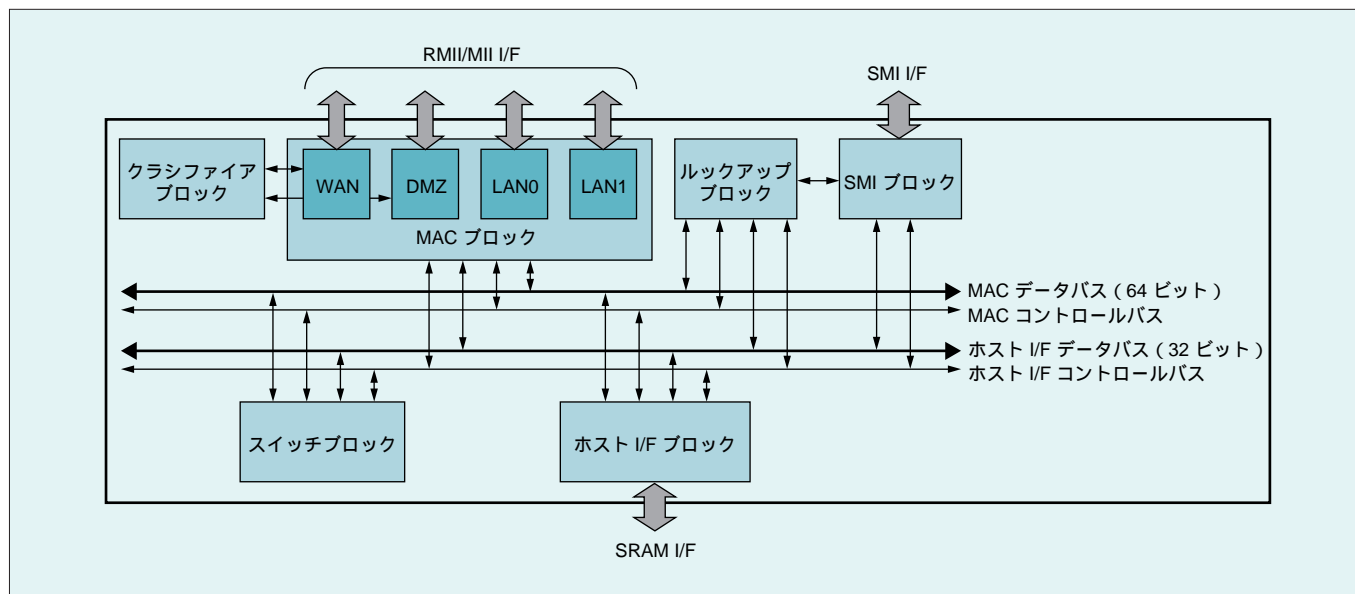 RMII/MII I/F
SMI I/F
クラシファイア
ブロック
WAN
DMZ
LAN0
LAN1
MAC ブロック
ルックアップ
ブロック
SMI ブロック
MAC データバス（64 ビット）
MAC コントロールバス
ホスト I/F データバス（32 ビット）
ホスト I/F コントロールバス
スイッチブロック
ホスト I/F ブロック
SRAM I/F